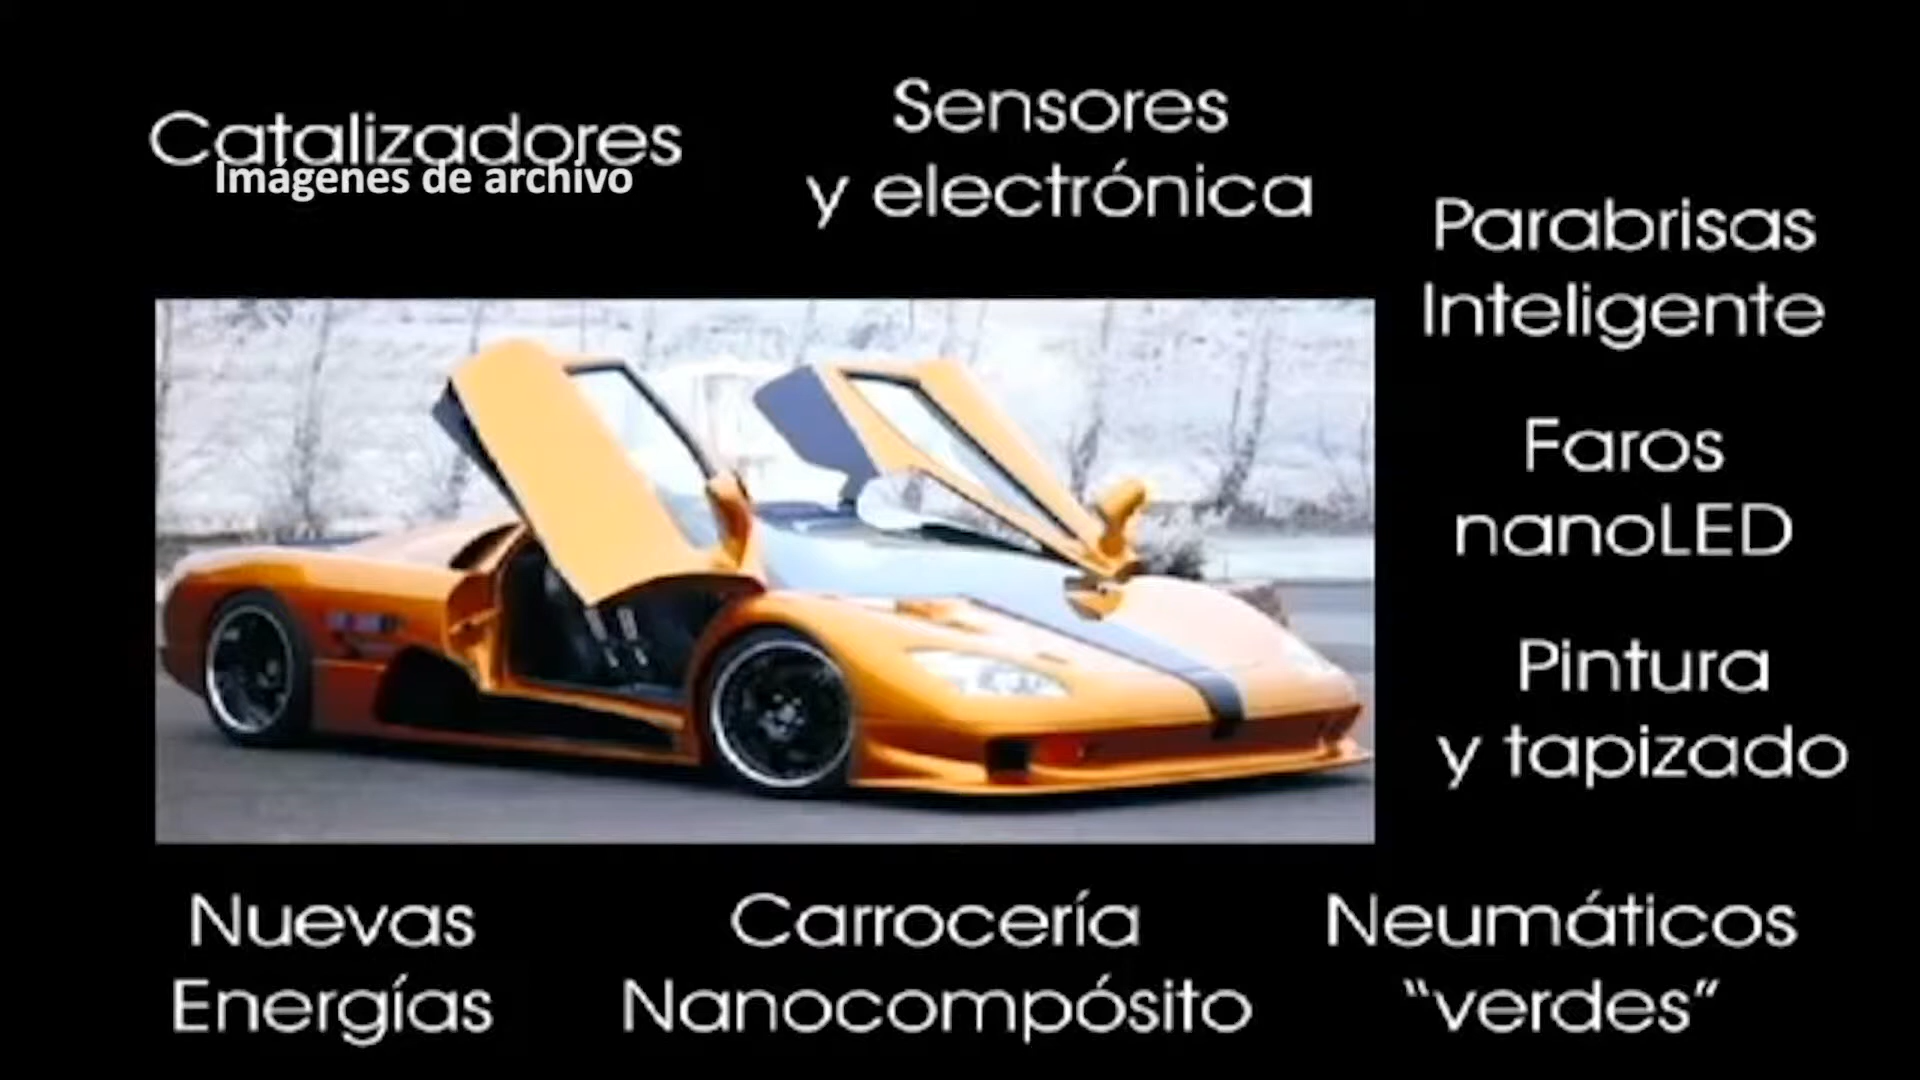 Catalizadores
Imágenes de archivo
Sensores
y electrónica
Parabrisas
Inteligente
Faros
nanoLED
Pintura
y tapizado
Nuevas
Energías
Carrocería
Nanocompósito
Neumáticos
“verdes”